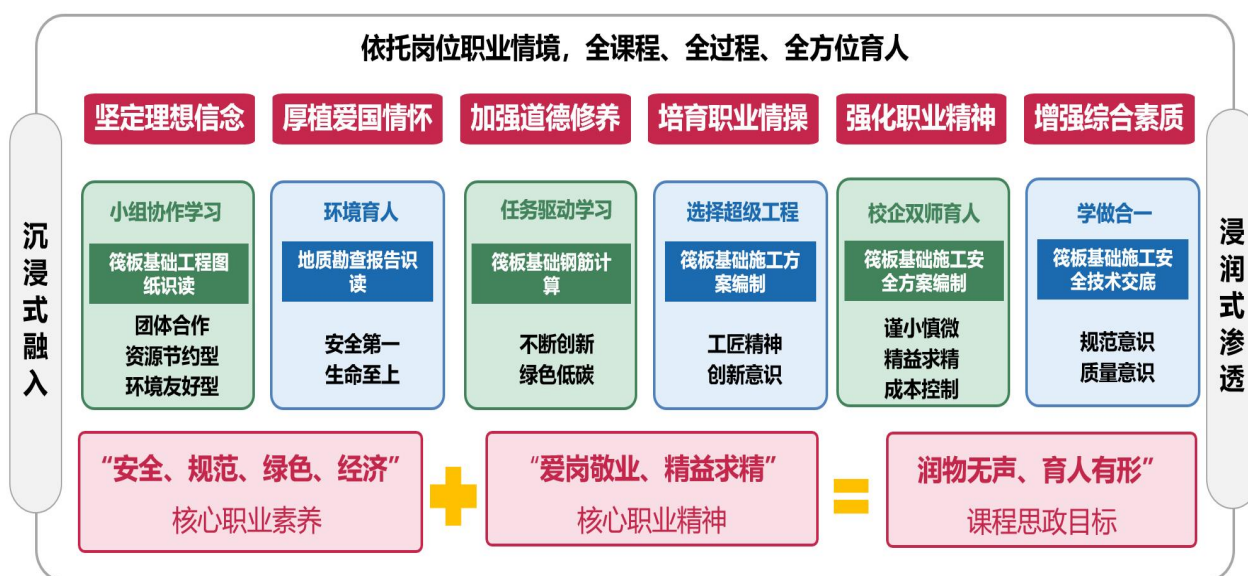 依托岗位职业情境，全课程、全过程、全方位育人
坚定理想信念
厚植爱国情怀
加强道德修养
培育职业情操
强化职业精神
增强综合素质
沉浸式融入
小组协作学习
筏板基础工程图
纸识读
团体合作
资源节约型
环境友好型
环境育人
地质勘查报告识
读
安全第一
生命至上
任务驱动学习
筏板基础钢筋计
算
不断创新
绿色低碳
选择超级工程
筏板基础施工方
案编制
工匠精神
创新意识
校企双师育人
筏板基础施工安
全方案编制
谨小慎微
精益求精
成本控制
学做合一
筏板基础施工安
全技术交底
规范意识
质量意识
浸润式渗透
“安全、规范、绿色、经济”
核心职业素养
“爱岗敬业、精益求精”
核心职业精神
润物无声、育人有形”
课程思政目标